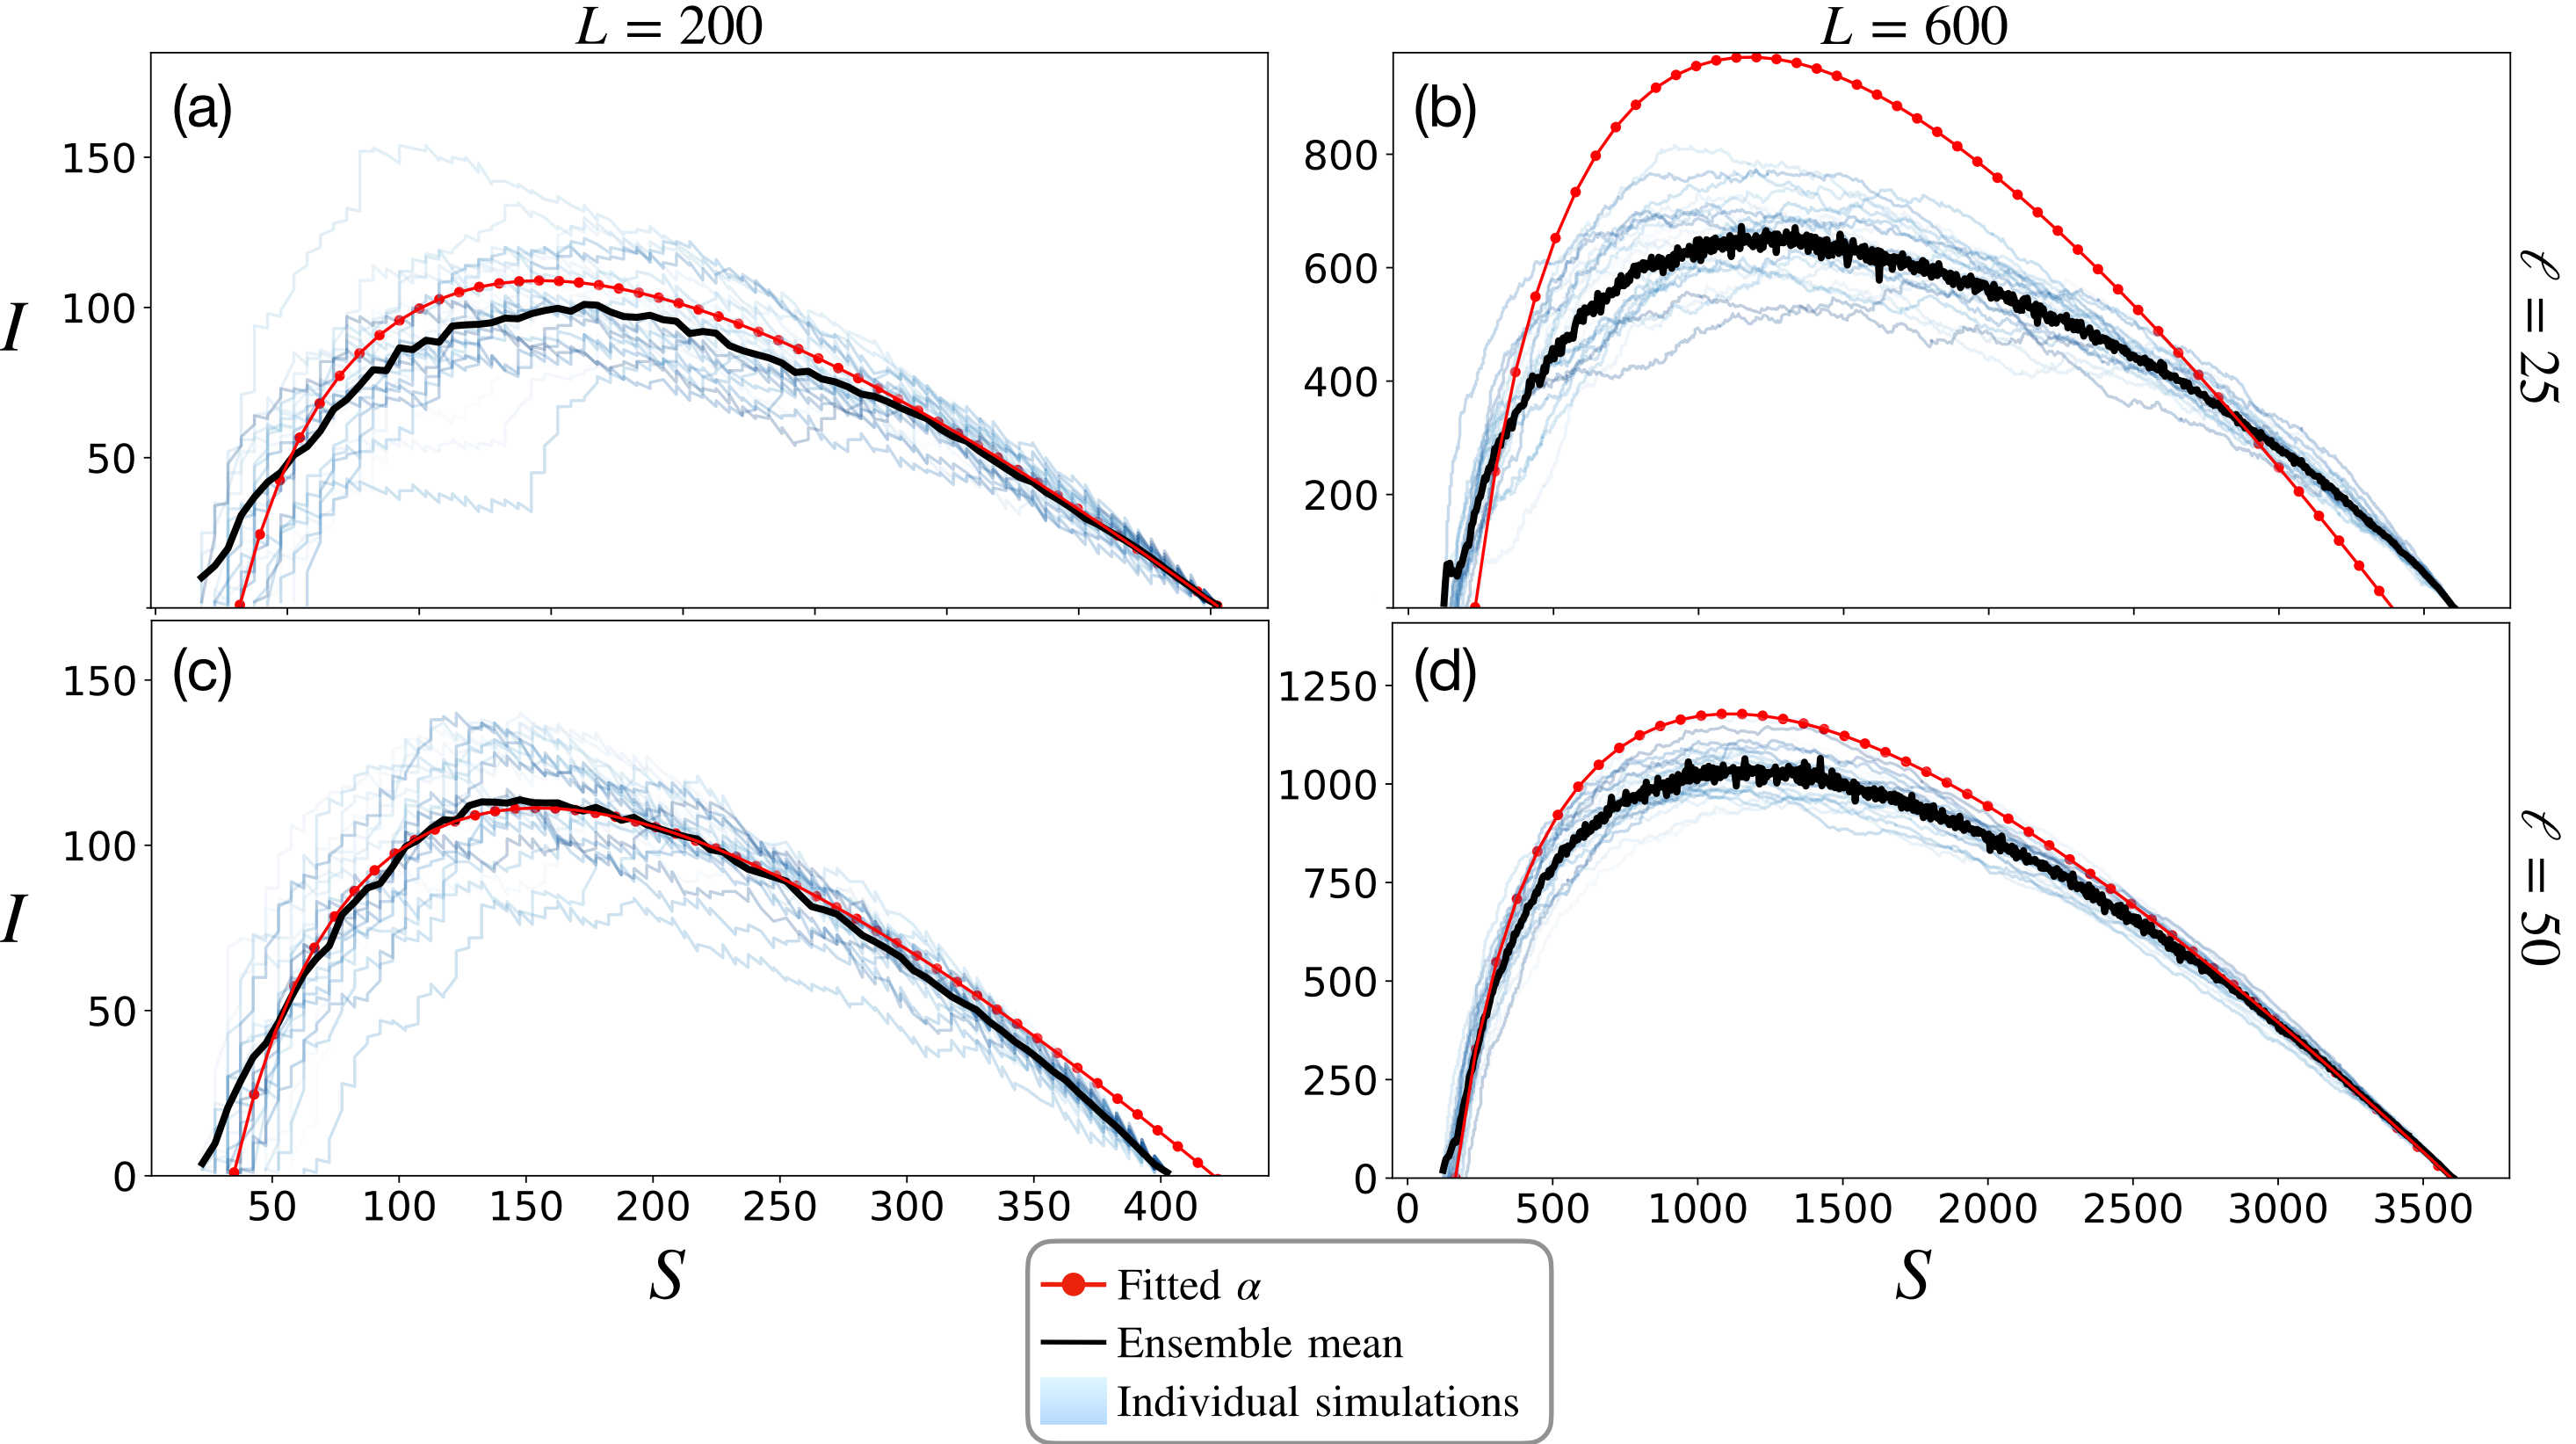 L = 200
L = 600
(a)
(b)
150
100
50
I
800
600
400
200
ℓ = 25
(c)
(d)
150
100
50
0
I
1250
1000
750
500
250
0
ℓ = 50
50 100 150 200 250 300 350 400
0 500 1000 1500 2000 2500 3000 3500
S
S
Fitted α
Ensemble mean
Individual simulations